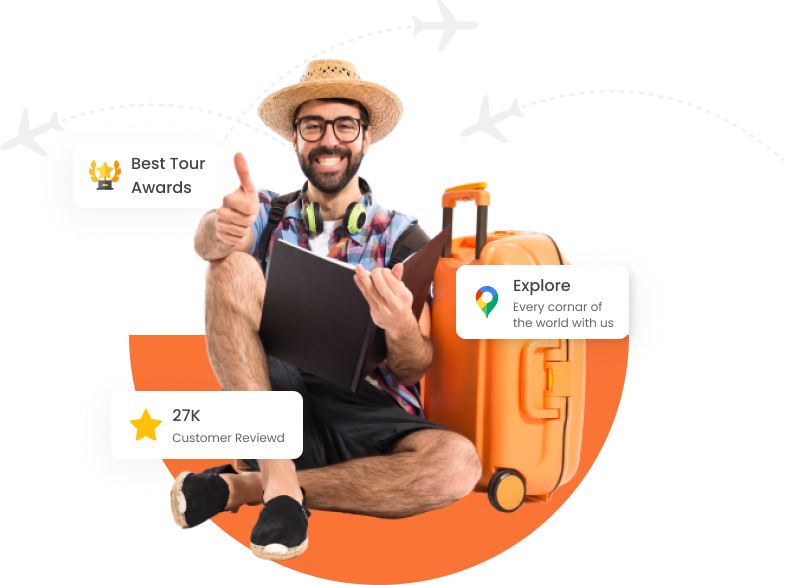 Best Tour
Awards
Explore
Every cornar of
the world with us
27K
Customer Reviewd